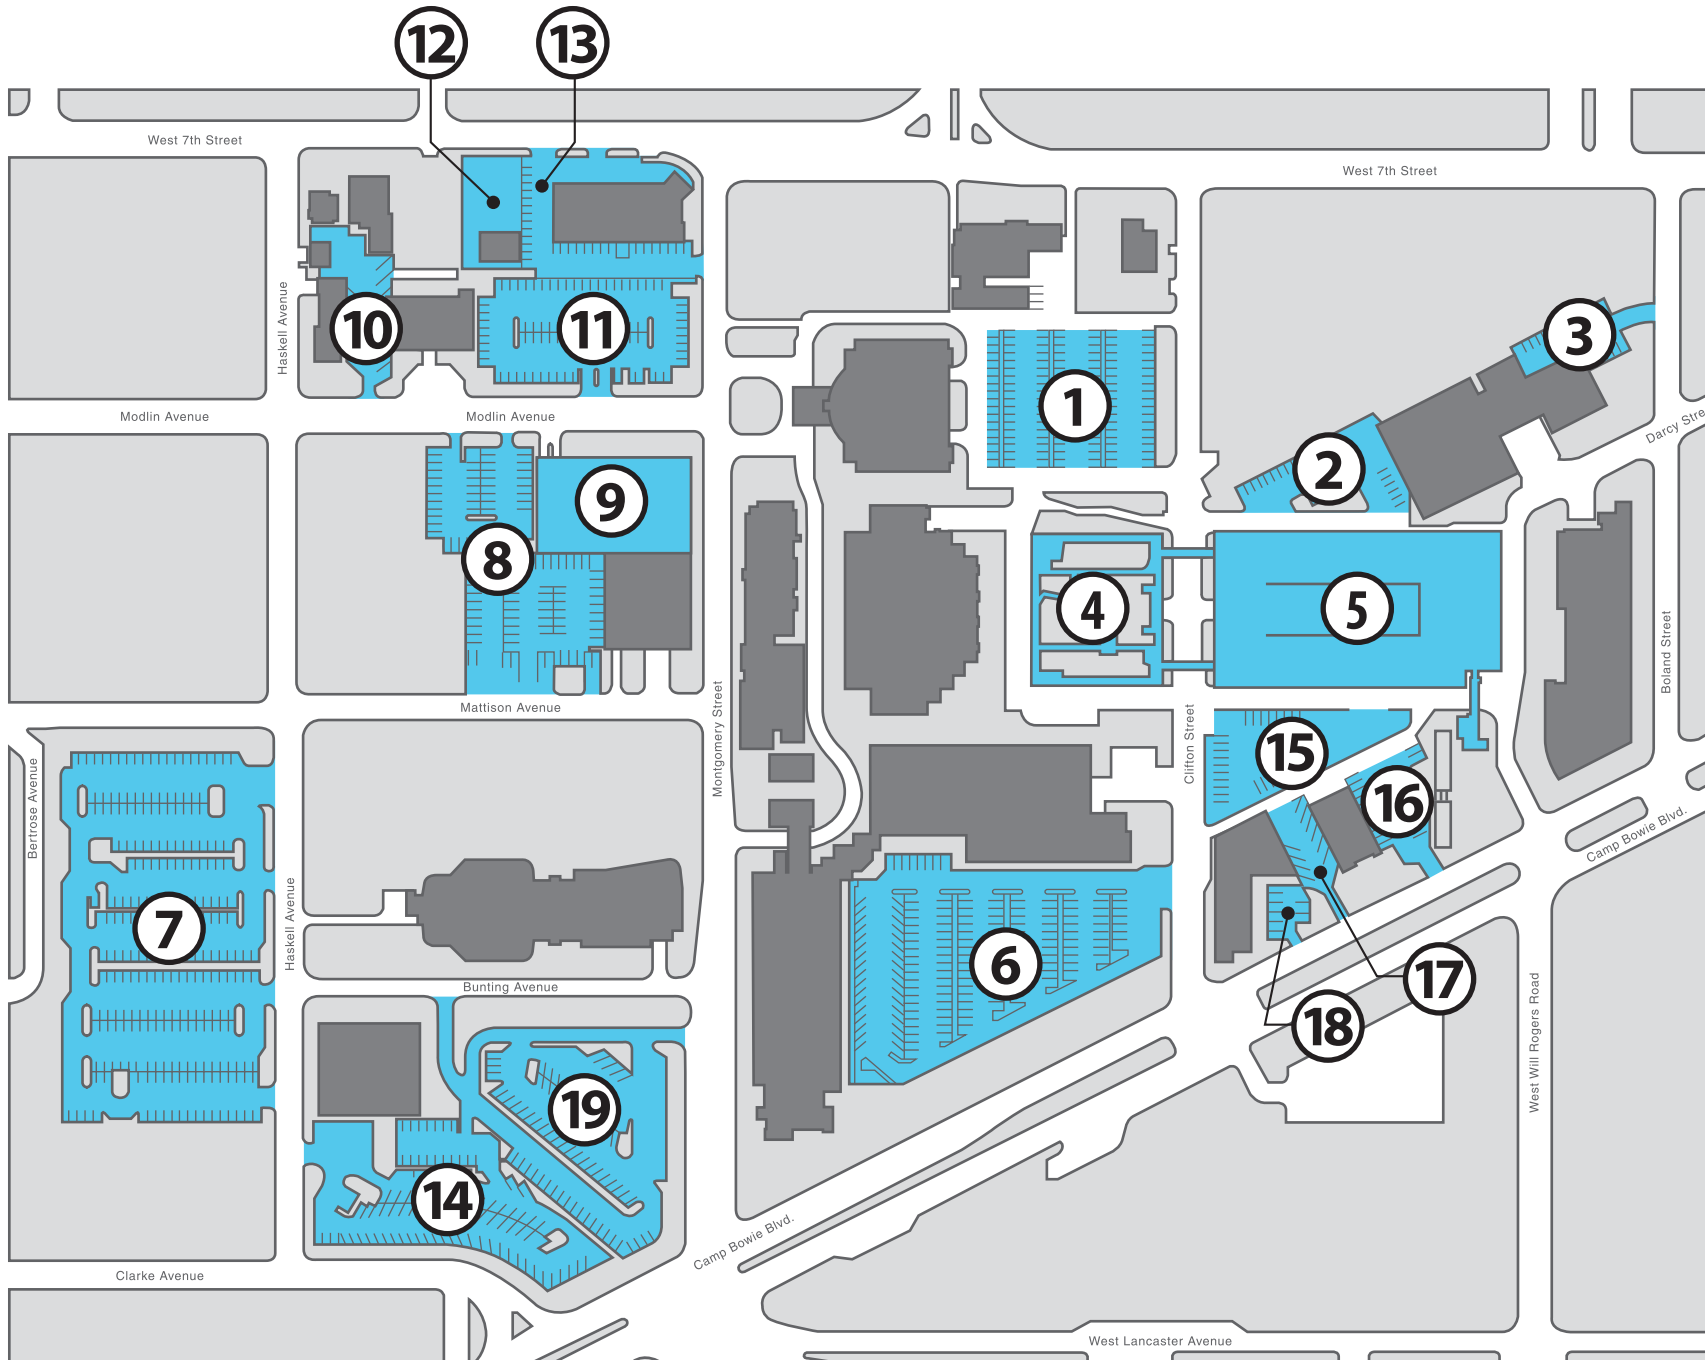 12
13
West 7th Street
West 7th Street
Haskell Avenue
10
11
3
1
Modlin Avenue
Modlin Avenue
Darcy Stre
2
9
8
4
5
Boland Street
Mattison Avenue
Montgomery Street
Clifton Street
15
16
Bertrose Avenue
Camp Bowie Blvd.
7
Haskell Avenue
6
17
Bunting Avenue
18
West Will Rogers Road
19
14
Camp Bowie Blvd.
Clarke Avenue
West Lancaster Avenue